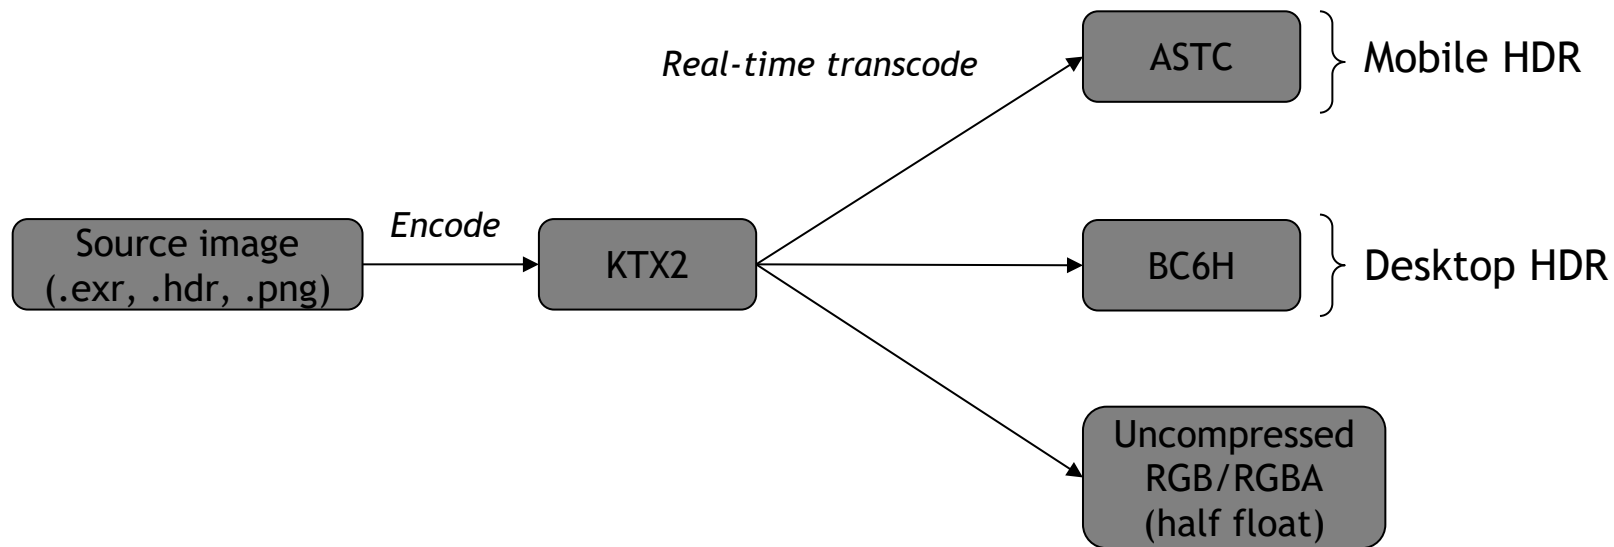 Source image
(.exr, .hdr, .png)
Encode
KTX2
Real-time transcode
ASTC
Mobile HDR
BC6H
Desktop HDR
Uncompressed
RGB/RGBA
(half float)